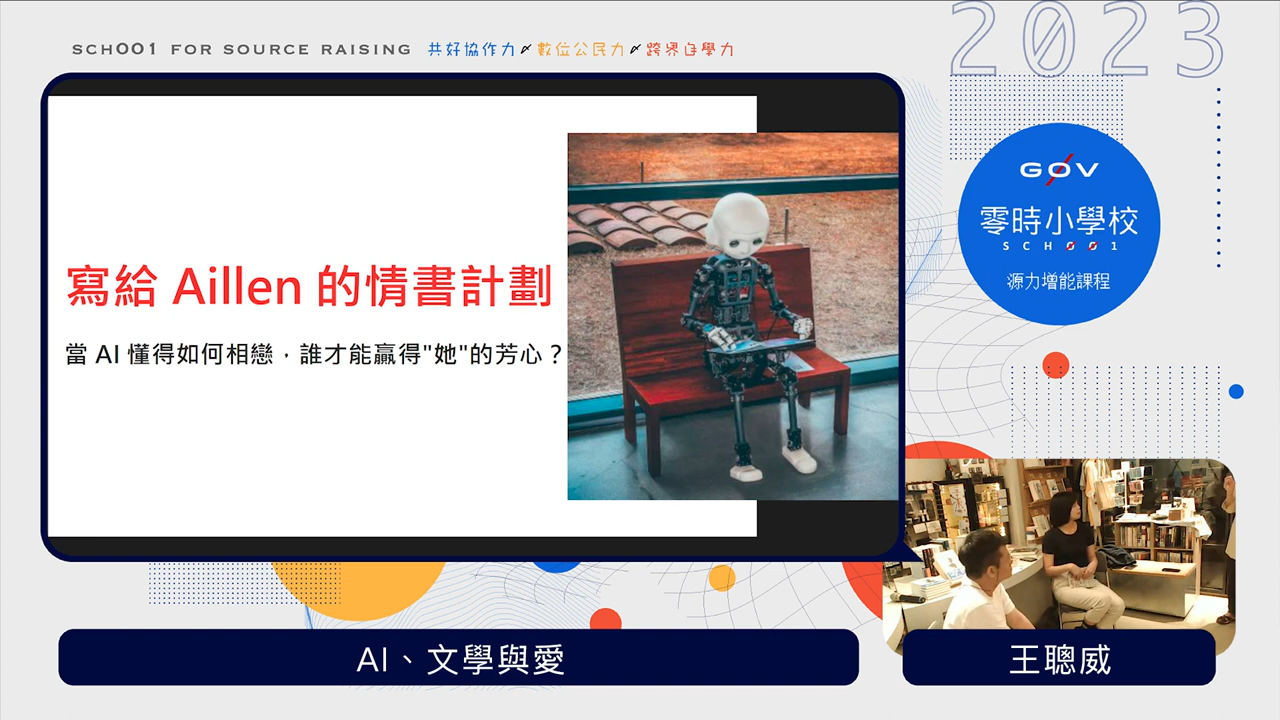 SCH001 FOR SOURCE RAISING 共好協作力 數位公民力 跨界自學力
2023
G0V
零時小學校
SCH001
源力增能課程
寫給 Aillen 的情書計劃
當 AI 懂得如何相戀，誰才能贏得"她"的芳心？
AI、文學與愛
王聰威